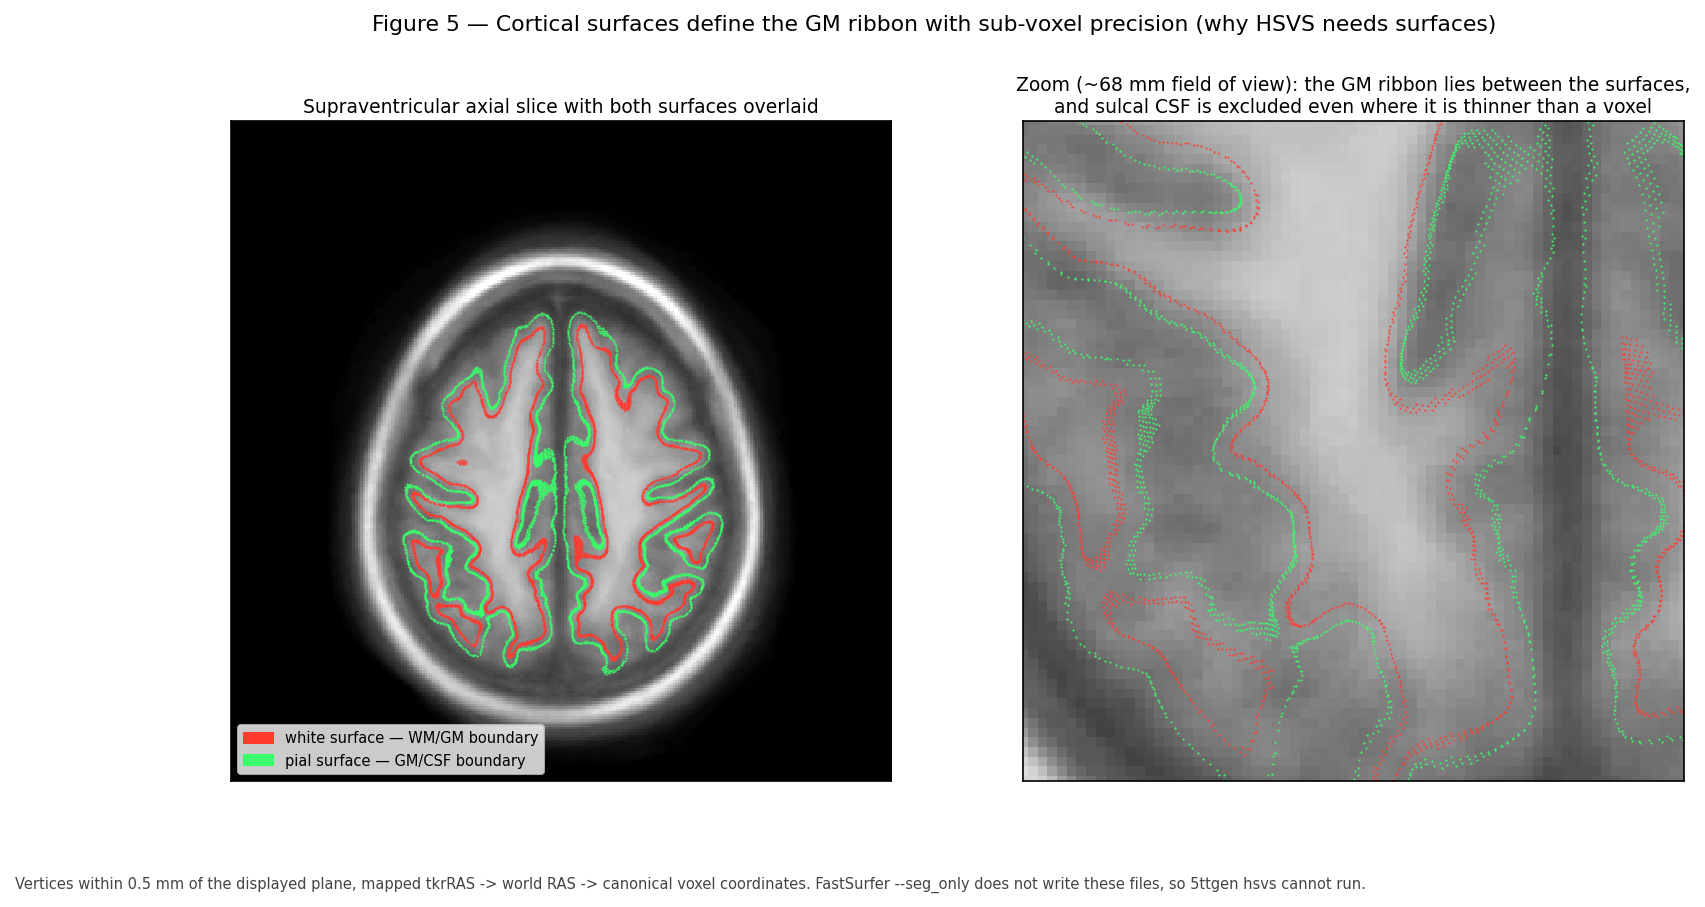 Figure 5 — Cortical surfaces define the GM ribbon with sub-voxel precision (why HSVS needs surfaces)
Supraventricular axial slice with both surfaces overlaid
Zoom (~68 mm field of view): the GM ribbon lies between the surfaces,
and sulcal CSF is excluded even where it is thinner than a voxel
white surface — WM/GM boundary
pial surface — GM/CSF boundary
Vertices within 0.5 mm of the displayed plane, mapped tkrRAS -> world RAS -> canonical voxel coordinates. FastSurfer --seg_only does not write these files, so 5ttgen hsvs cannot run.